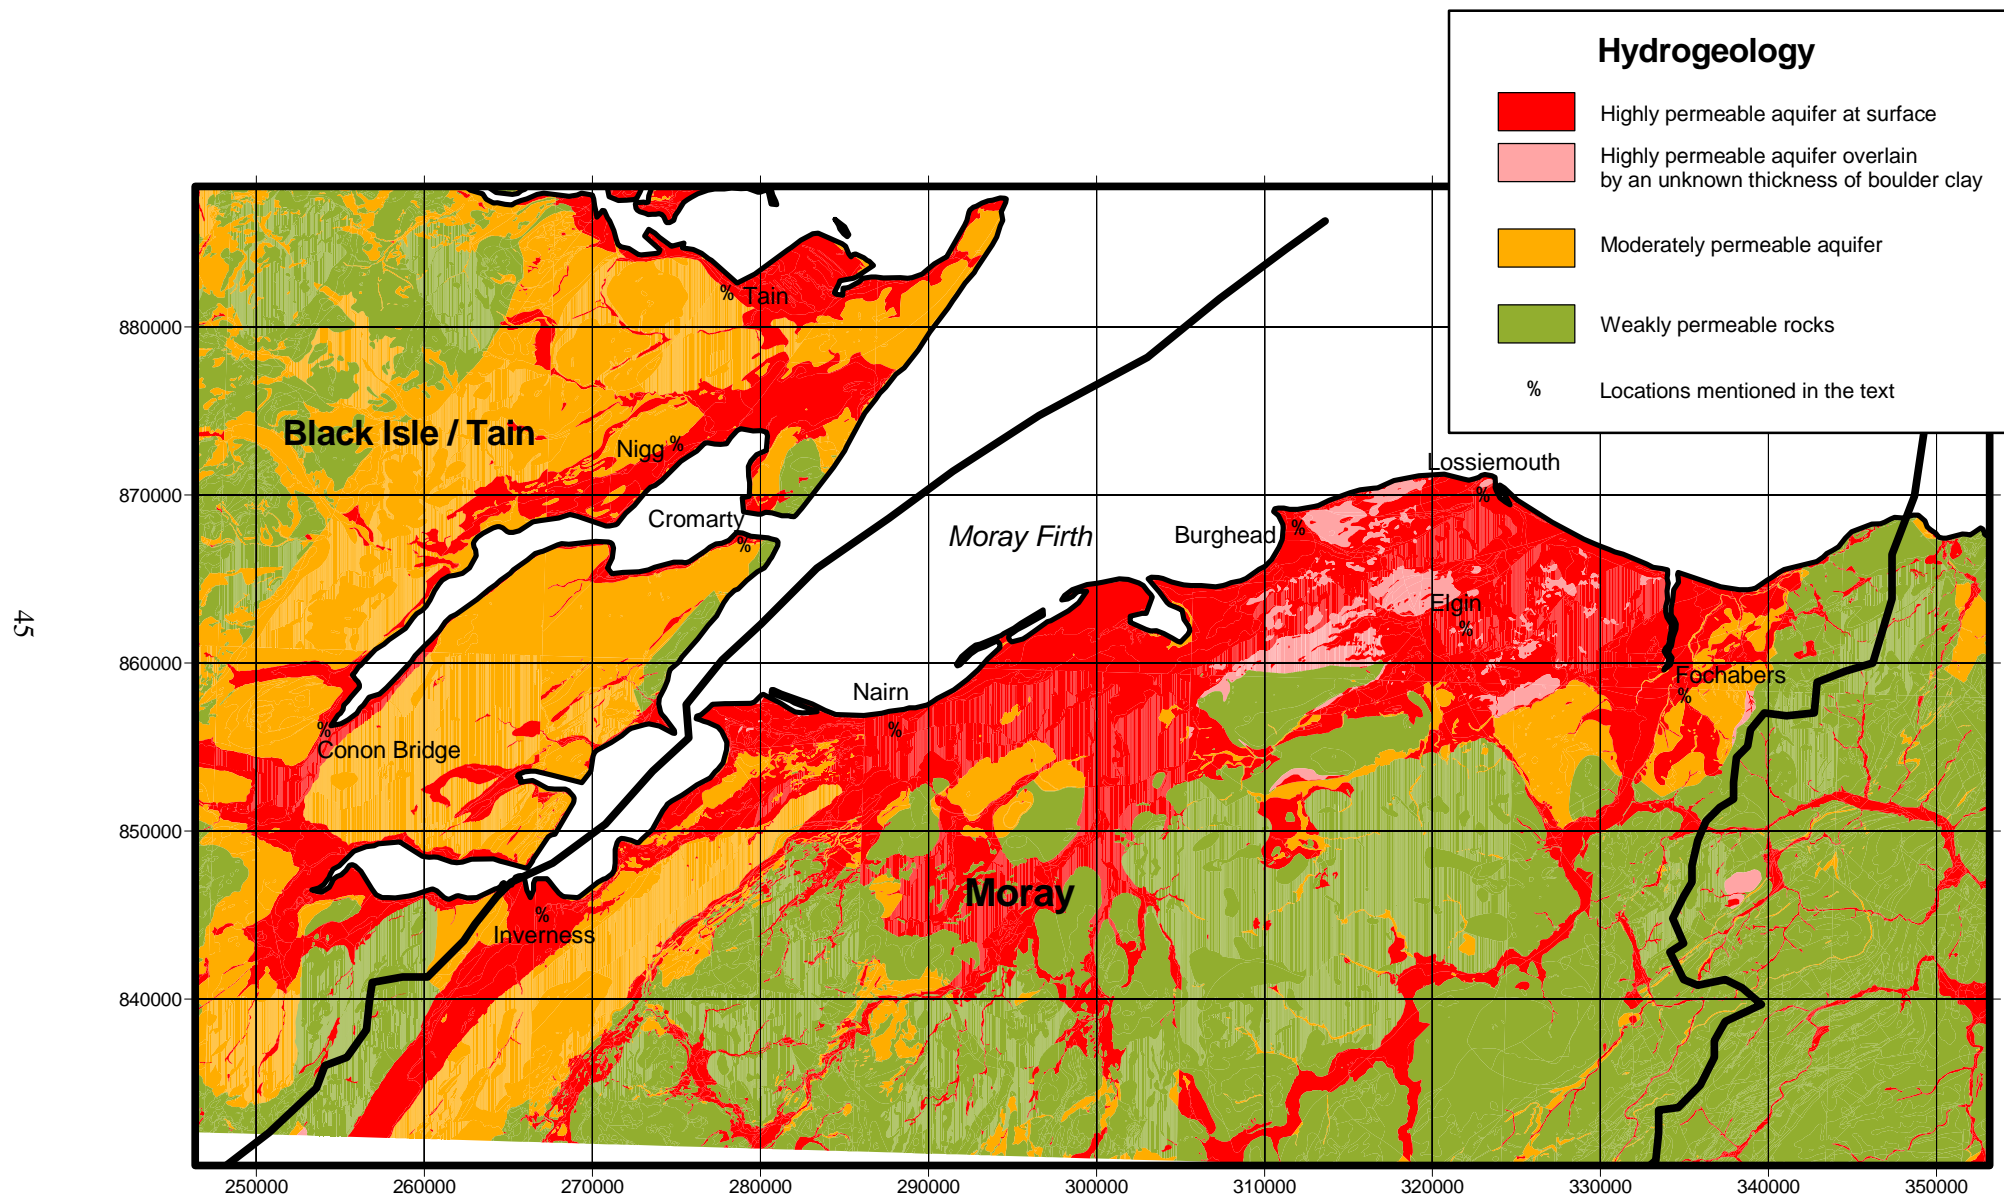 Hydrogeology
Highly permeable aquifer at surface
Highly permeable aquifer overlain
by an unknown thickness of boulder clay
Moderately permeable aquifer
Weakly permeable rocks
% Locations mentioned in the text
% Tain
880000
Black Isle / Tain
Nigg %
Lossiemouth
%
870000
Cromarty
%
Moray Firth
Burghead %
45
Elgin
%
860000
Fochabers
%
Nairn
%
%
Conon Bridge
850000
Moray
%
Inverness
840000
250000 260000 270000 280000 290000 300000 310000 320000 330000 340000 350000